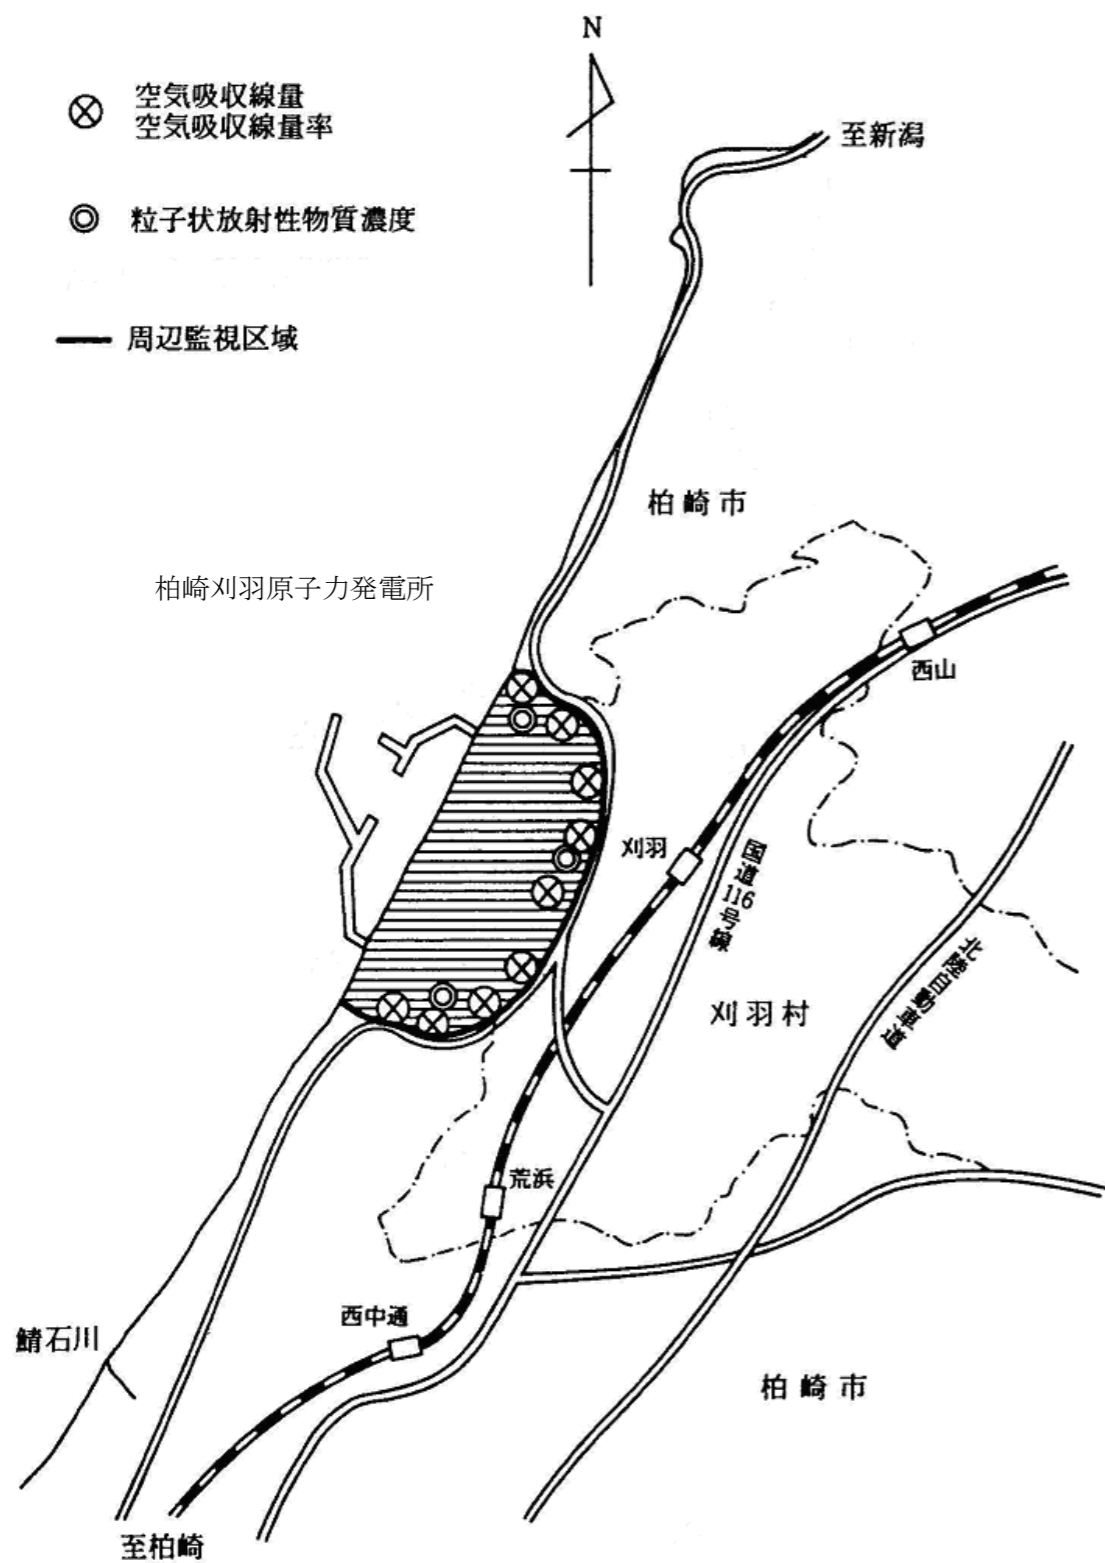 N
空気吸収線量
空気吸収線量率
至新潟
粒子状放射性物質濃度
周辺監視区域
柏崎市
柏崎刈羽原子力発電所
西山
刈羽
国道116号線
北陸自動車道
刈羽村
荒浜
西中通
鯖石川
柏崎市
至柏崎